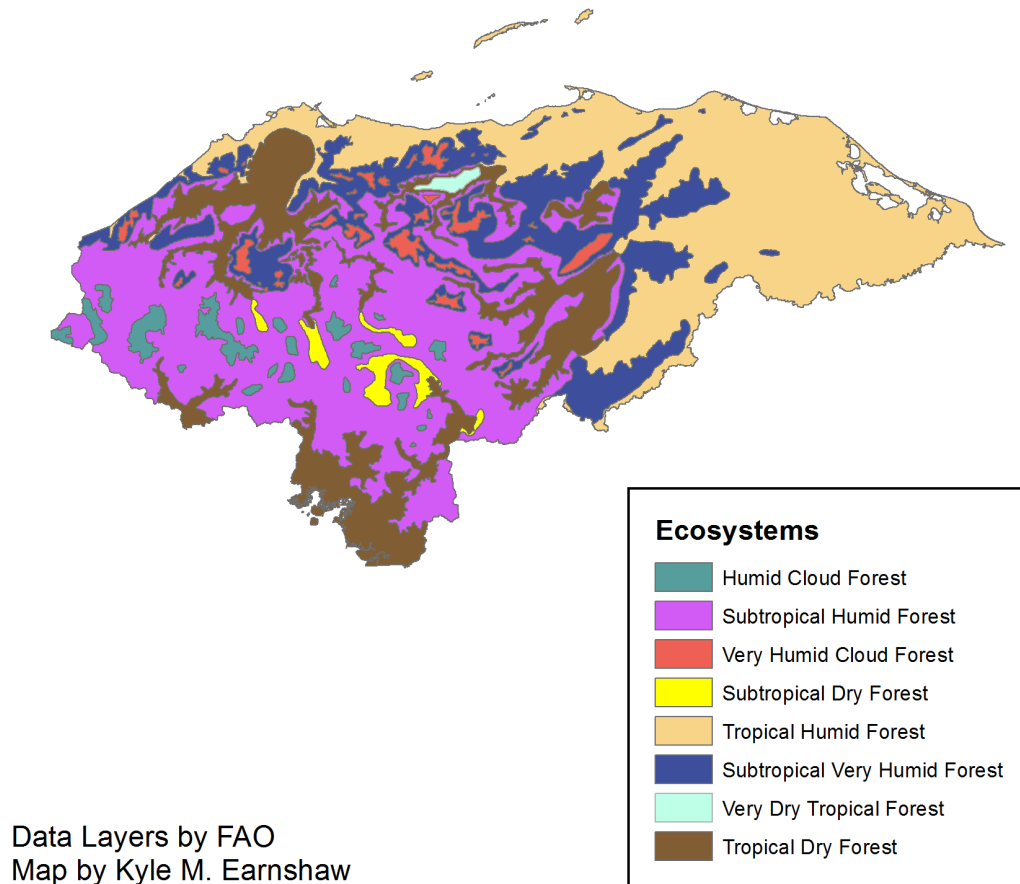 Ecosystems
Humid Cloud Forest
Subtropical Humid Forest
Very Humid Cloud Forest
Subtropical Dry Forest
Tropical Humid Forest
Subtropical Very Humid Forest
Very Dry Tropical Forest
Tropical Dry Forest
Data Layers by FAO
Map by Kyle M. Earnshaw